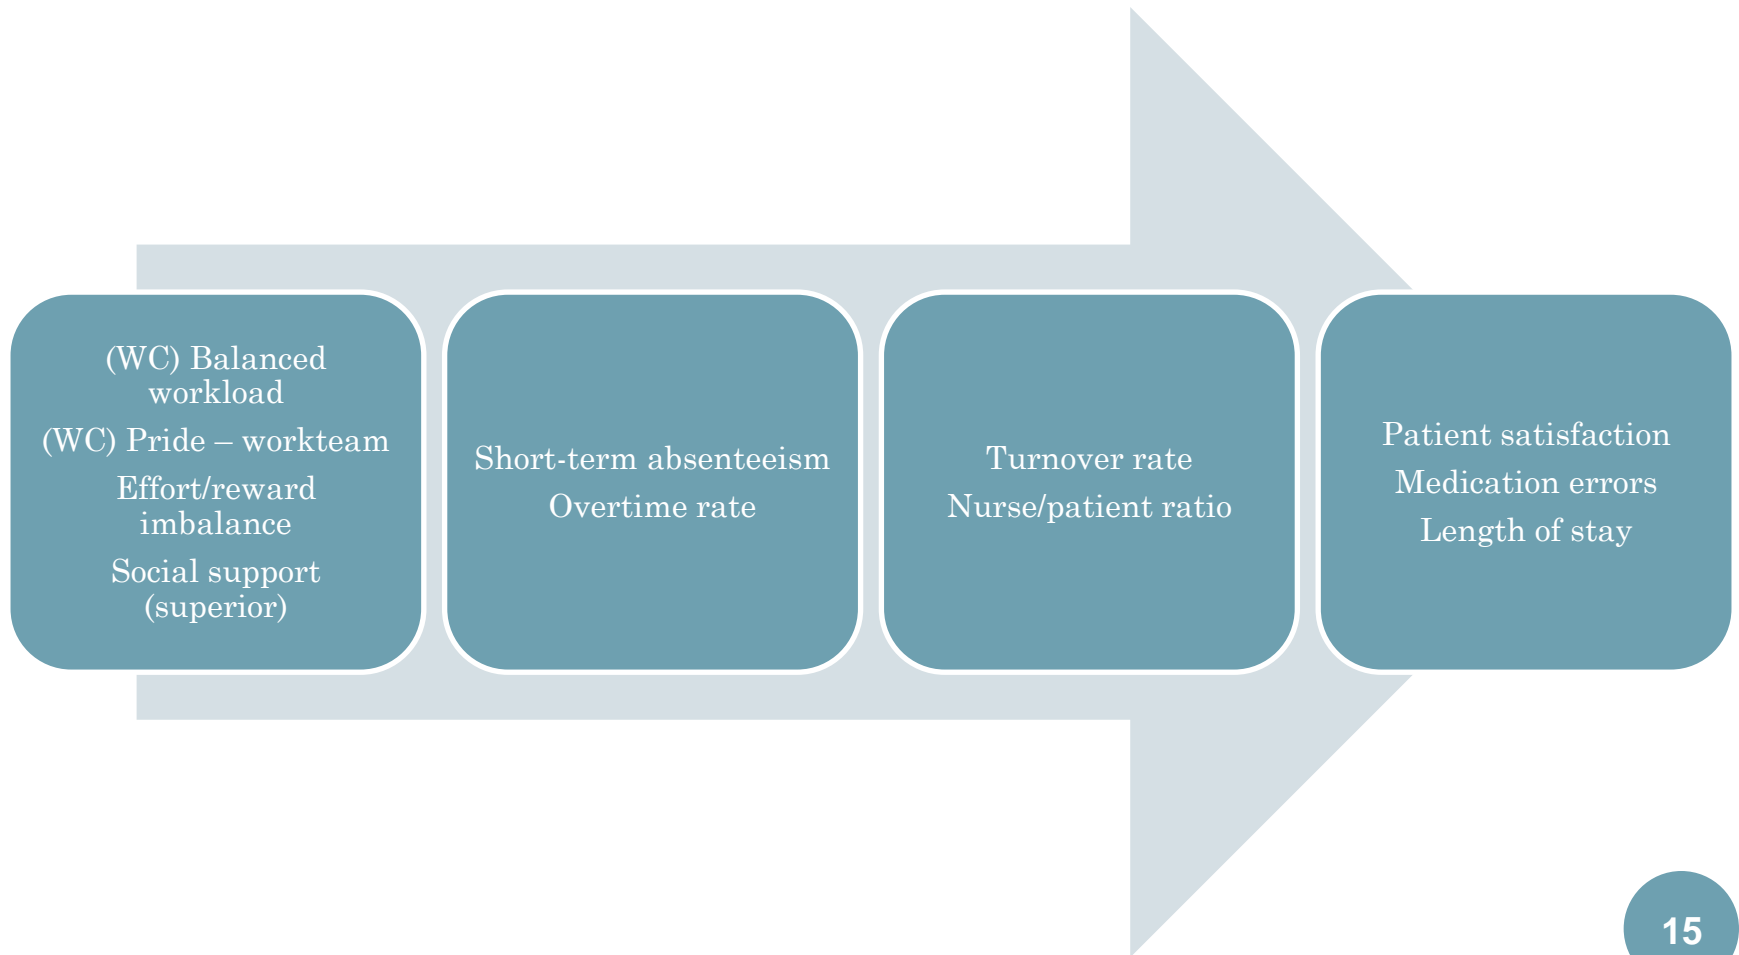 (WC) Balanced
workload
(WC) Pride – workteam
Effort/reward
imbalance
Social support
(superior)
Short-term absenteeism
Overtime rate
Turnover rate
Nurse/patient ratio
Patient satisfaction
Medication errors
Length of stay
15